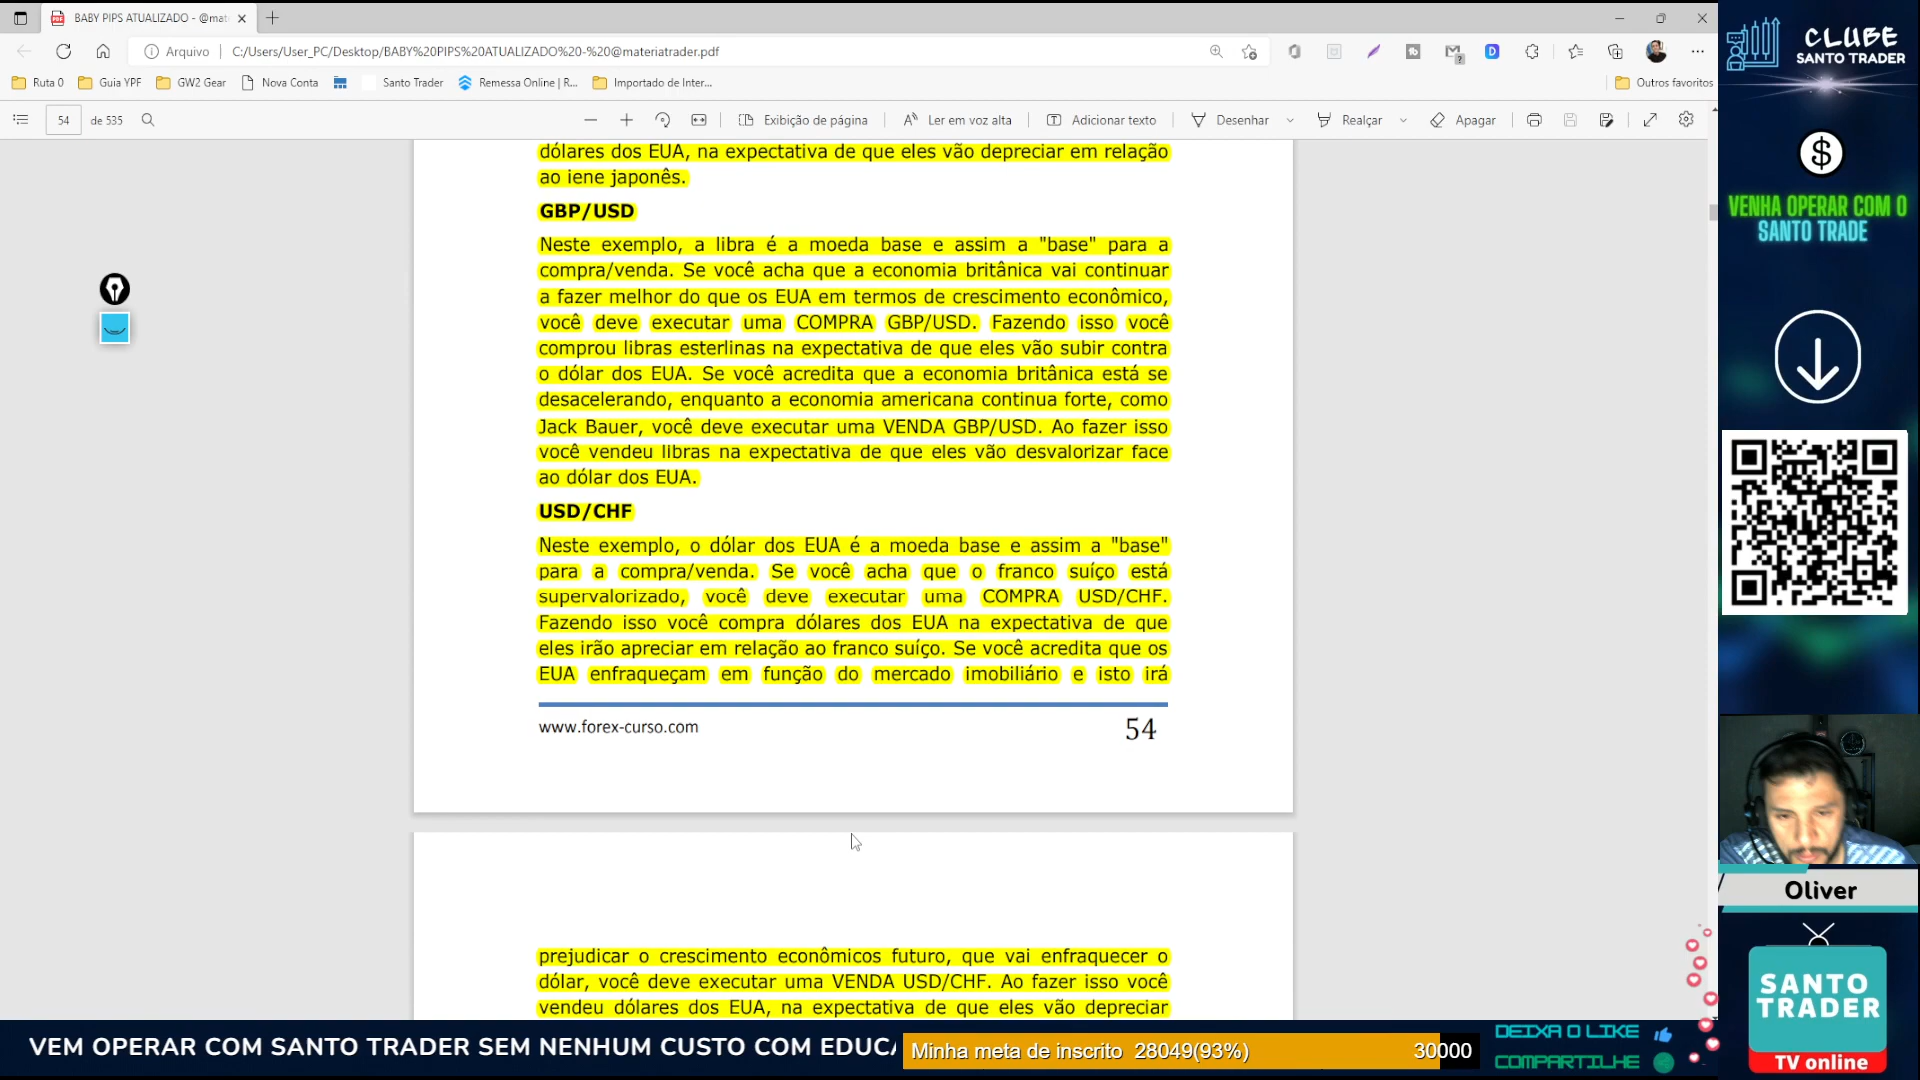 BABY PIPS ATUALIZADO - @mat
Arquivo
C:/Users/User_PC/Desktop/BABY%20PIPS%20ATUALIZADO%20-%20@materiatrader.pdf
Ruta 0
Guia YPF
GW2 Gear
Nova Conta
Santo Trader
Remessa Online | R...
Importado de Inter...
Outros favoritos
54
de 535
Exibição de página
Ler em voz alta
Adicionar texto
Desenhar
Realçar
Apagar
dólares dos EUA, na expectativa de que eles vão depreciar em relação
ao iene japonês.
GBP/USD
Neste exemplo, a libra é a moeda base e assim a "base" para a
compra/venda. Se você acha que a economia britânica vai continuar
a fazer melhor do que os EUA em termos de crescimento econômico,
você deve executar uma COMPRA GBP/USD. Fazendo isso você
comprou libras esterlinas na expectativa de que eles vão subir contra
o dólar dos EUA. Se você acredita que a economia britânica está se
desacelerando, enquanto a economia americana continua forte, como
Jack Bauer, você deve executar uma VENDA GBP/USD. Ao fazer isso
você vendeu libras na expectativa de que eles vão desvalorizar face
ao dólar dos EUA.
USD/CHF
Neste exemplo, o dólar dos EUA é a moeda base e assim a "base"
para a compra/venda. Se você acha que o franco suíço está
supervalorizado, você deve executar uma COMPRA USD/CHF.
Fazendo isso você compra dólares dos EUA na expectativa de que
eles irão apreciar em relação ao franco suíço. Se você acredita que os
EUA enfraqueçam em função do mercado imobiliário e isto irá
www.forex-curso.com
54
prejudicar o crescimento econômicos futuro, que vai enfraquecer o
dólar, você deve executar uma VENDA USD/CHF. Ao fazer isso você
vendeu dólares dos EUA, na expectativa de que eles vão depreciar
CLUBE
SANTO TRADER
VENHA OPERAR COM O
SANTO TRADE
Oliver
SANTO
TRADER
TV online
VEM OPERAR COM SANTO TRADER SEM NENHUM CUSTO COM EDUCA
Minha meta de inscrito 28049(93%)
30000
DEIXA O LIKE
COMPARTILHE